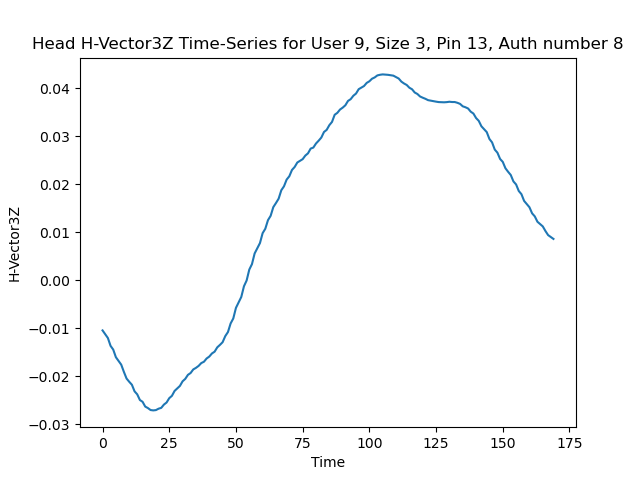 Head H-Vector3Z Time-Series for User 9, Size 3, Pin 13, Auth number 8
H-Vector3Z
0.04
0.03
0.02
0.01
0.00
−0.01
−0.02
−0.03
0 25 50 75 100 125 150 175
Time